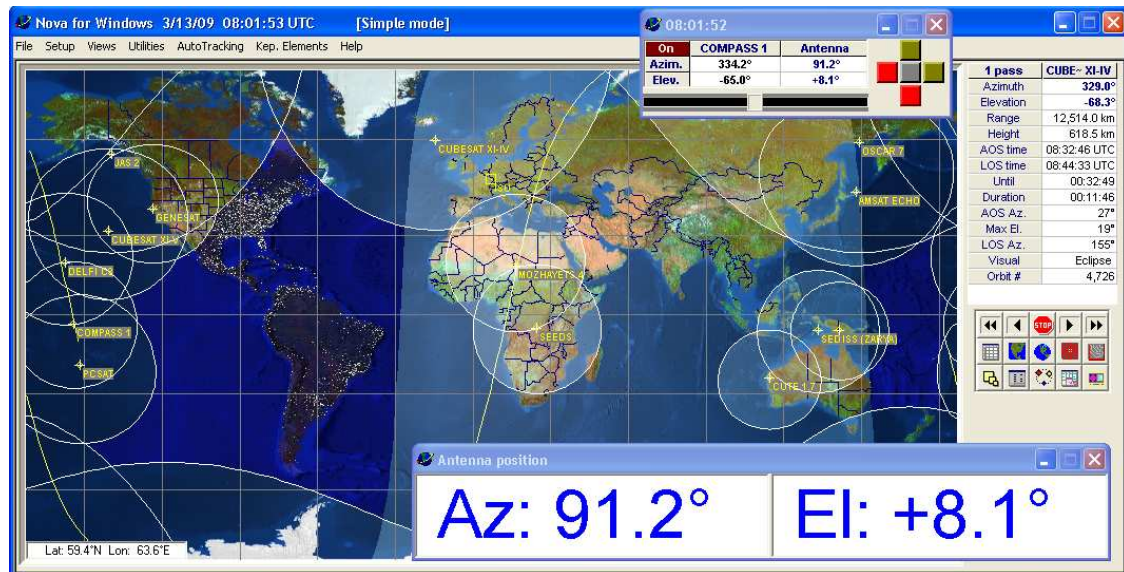 Nova for Windows 3/13/09 08:01:53 UTC [Simple mode]
File Setup Views Utilities AutoTracking Kep. Elements Help
08:01:52
On COMPASS 1 Antenna
Azim. 334.2° 91.2°
Elev. -65.0° +8.1°
1 pass CUBE~ XI-IV
Azimuth 329.0°
Elevation -68.3°
Range 12,514.0 km
Height 618.5 km
AOS time 08:32:46 UTC
LOS time 08:44:33 UTC
Until 00:32:49
Duration 00:11:46
AOS Az. 27°
Max El. 19°
LOS Az. 155°
Visual Eclipse
Orbit # 4,726
STOP
JAS 2
CUBESAT XI-IV
OSCAR 7
AMSAT ECHO
GENESAT
CUBESAT XI-V
DELFI C3
MOZHAYETS 4
COMPASS 1
SEEDS
SEEDISS (ZARYA)
PCSAT
CUTE 1.7
Antenna position
Az: 91.2° El: +8.1°
Lat: 59.4°N Lon: 63.6°E